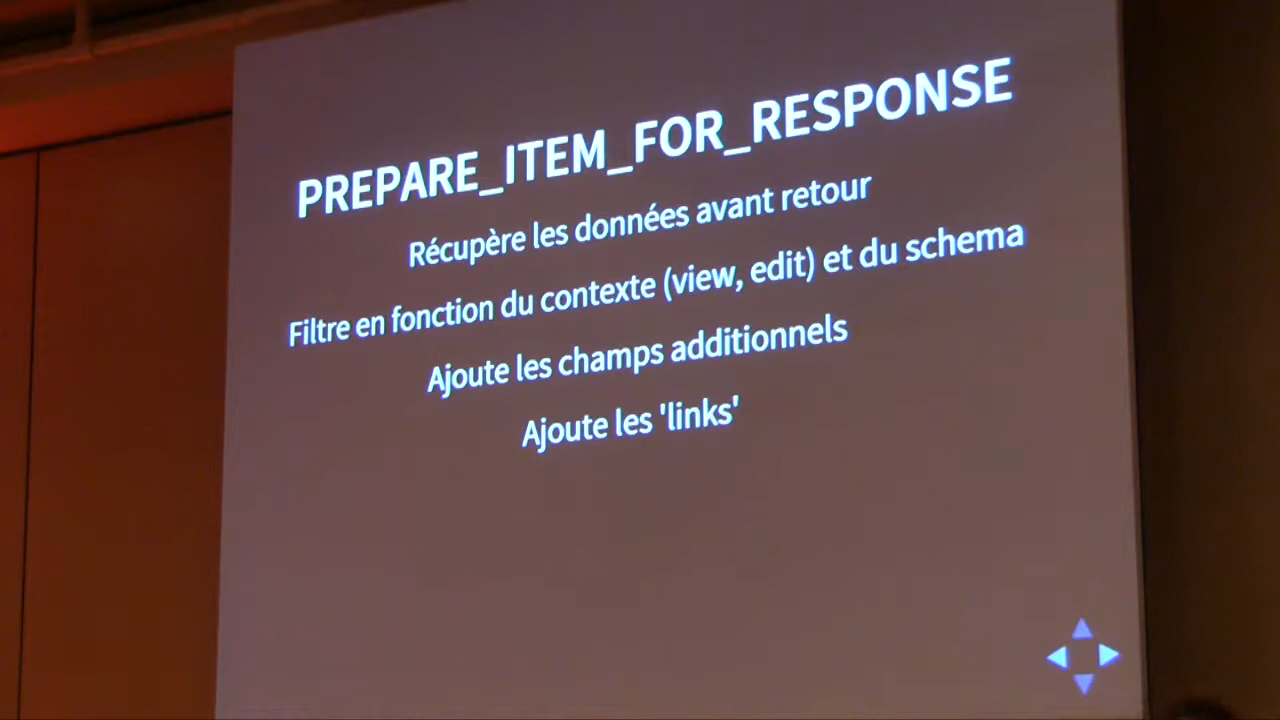 PREPARE_ITEM_FOR_RESPONSE
Récupère les données avant retour
Filtre en fonction du contexte (view, edit) et du schema
Ajoute les champs additionnels
Ajoute les 'links'